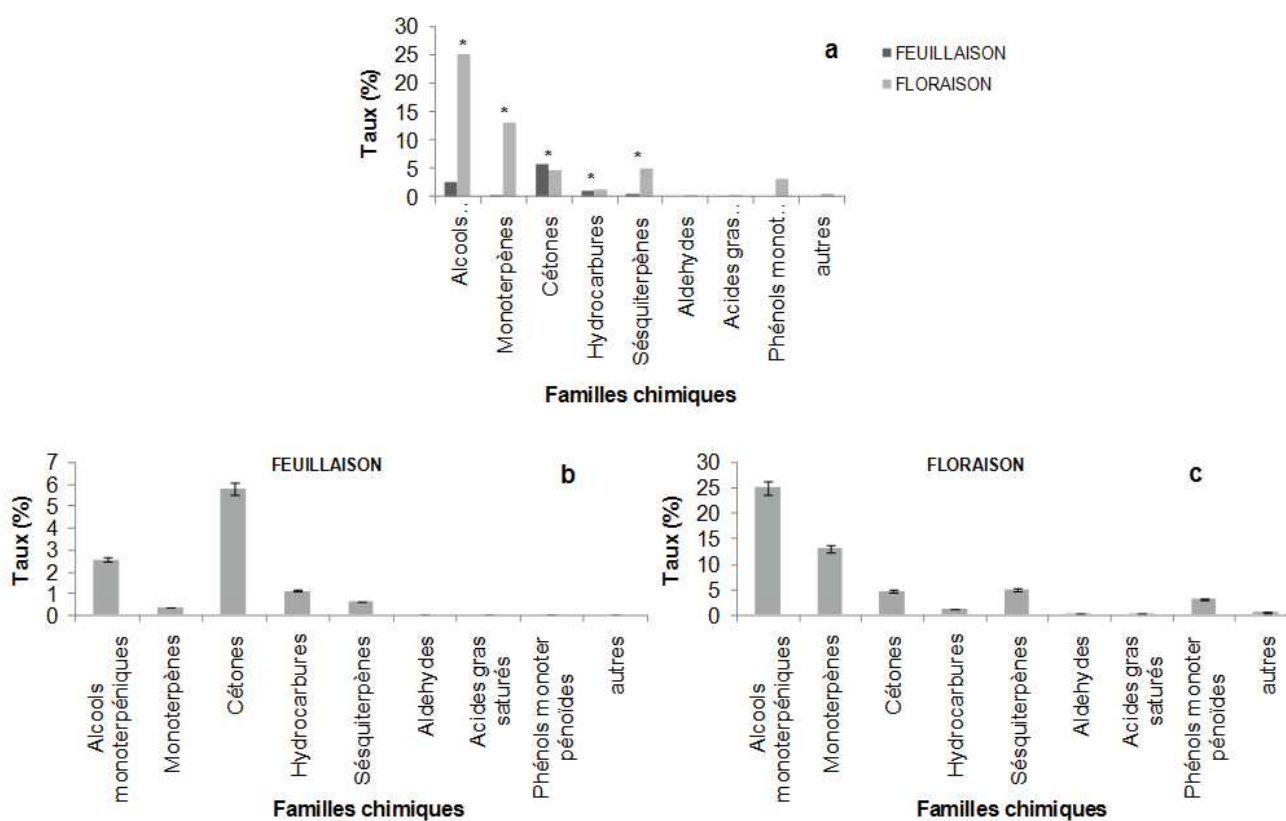 a
FEUILLAISON
FLORAISON
Taux (%)
30
25
20
15
10
5
0
*
*
*
*
*
Alcools..
Monoterpènes
Cétones
Hydrocarbures
Sésquiterpènes
Aldehydes
Acides gras..
Phénols monot..
autres
Familles chimiques
FEUILLAISON
b
Taux (%)
7
6
5
4
3
2
1
0
Alcools
monoterpéniques
Monoterpènes
Cétones
Hydrocarbures
Sésquiterpènes
Aldehydes
Acides gras
saturés
Phénols monoter
pénoïdes
autres
Familles chimiques
FLORAISON
c
Taux (%)
30
25
20
15
10
5
0
Alcools
monoterpéniques
Monoterpènes
Cétones
Hydrocarbures
Sésquiterpènes
Aldehydes
Acides gras
saturés
Phénols monoter
pénoïdes
autres
Familles chimiques